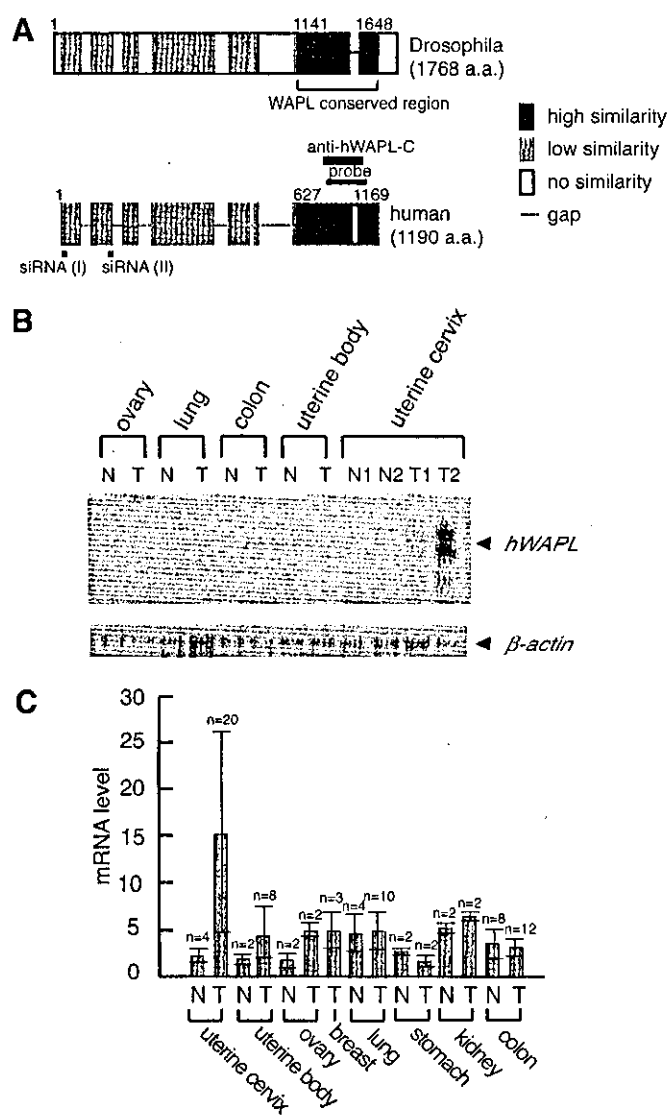 A
1 1141 1648
Drosophila
(1768 a.a.)
WAPL conserved region
high similarity
low similarity
no similarity
gap
anti-hWAPL-C
probe
1 627 1169
human
(1190 a.a.)
siRNA (I) siRNA (II)
B
ovary lung colon uterine body uterine cervix
N T N T N T N T N1 N2 T1 T2
hWAPL
β-actin
C
mRNA level
30
25
20
15
10
5
0
n=4 n=20 n=2 n=8 n=2 n=2 n=3 n=4 n=10 n=2 n=2 n=2 n=2 n=8 n=12
N T N T N T T N T N T N T N T
uterine cervix uterine body ovary breast lung stomach kidney colon